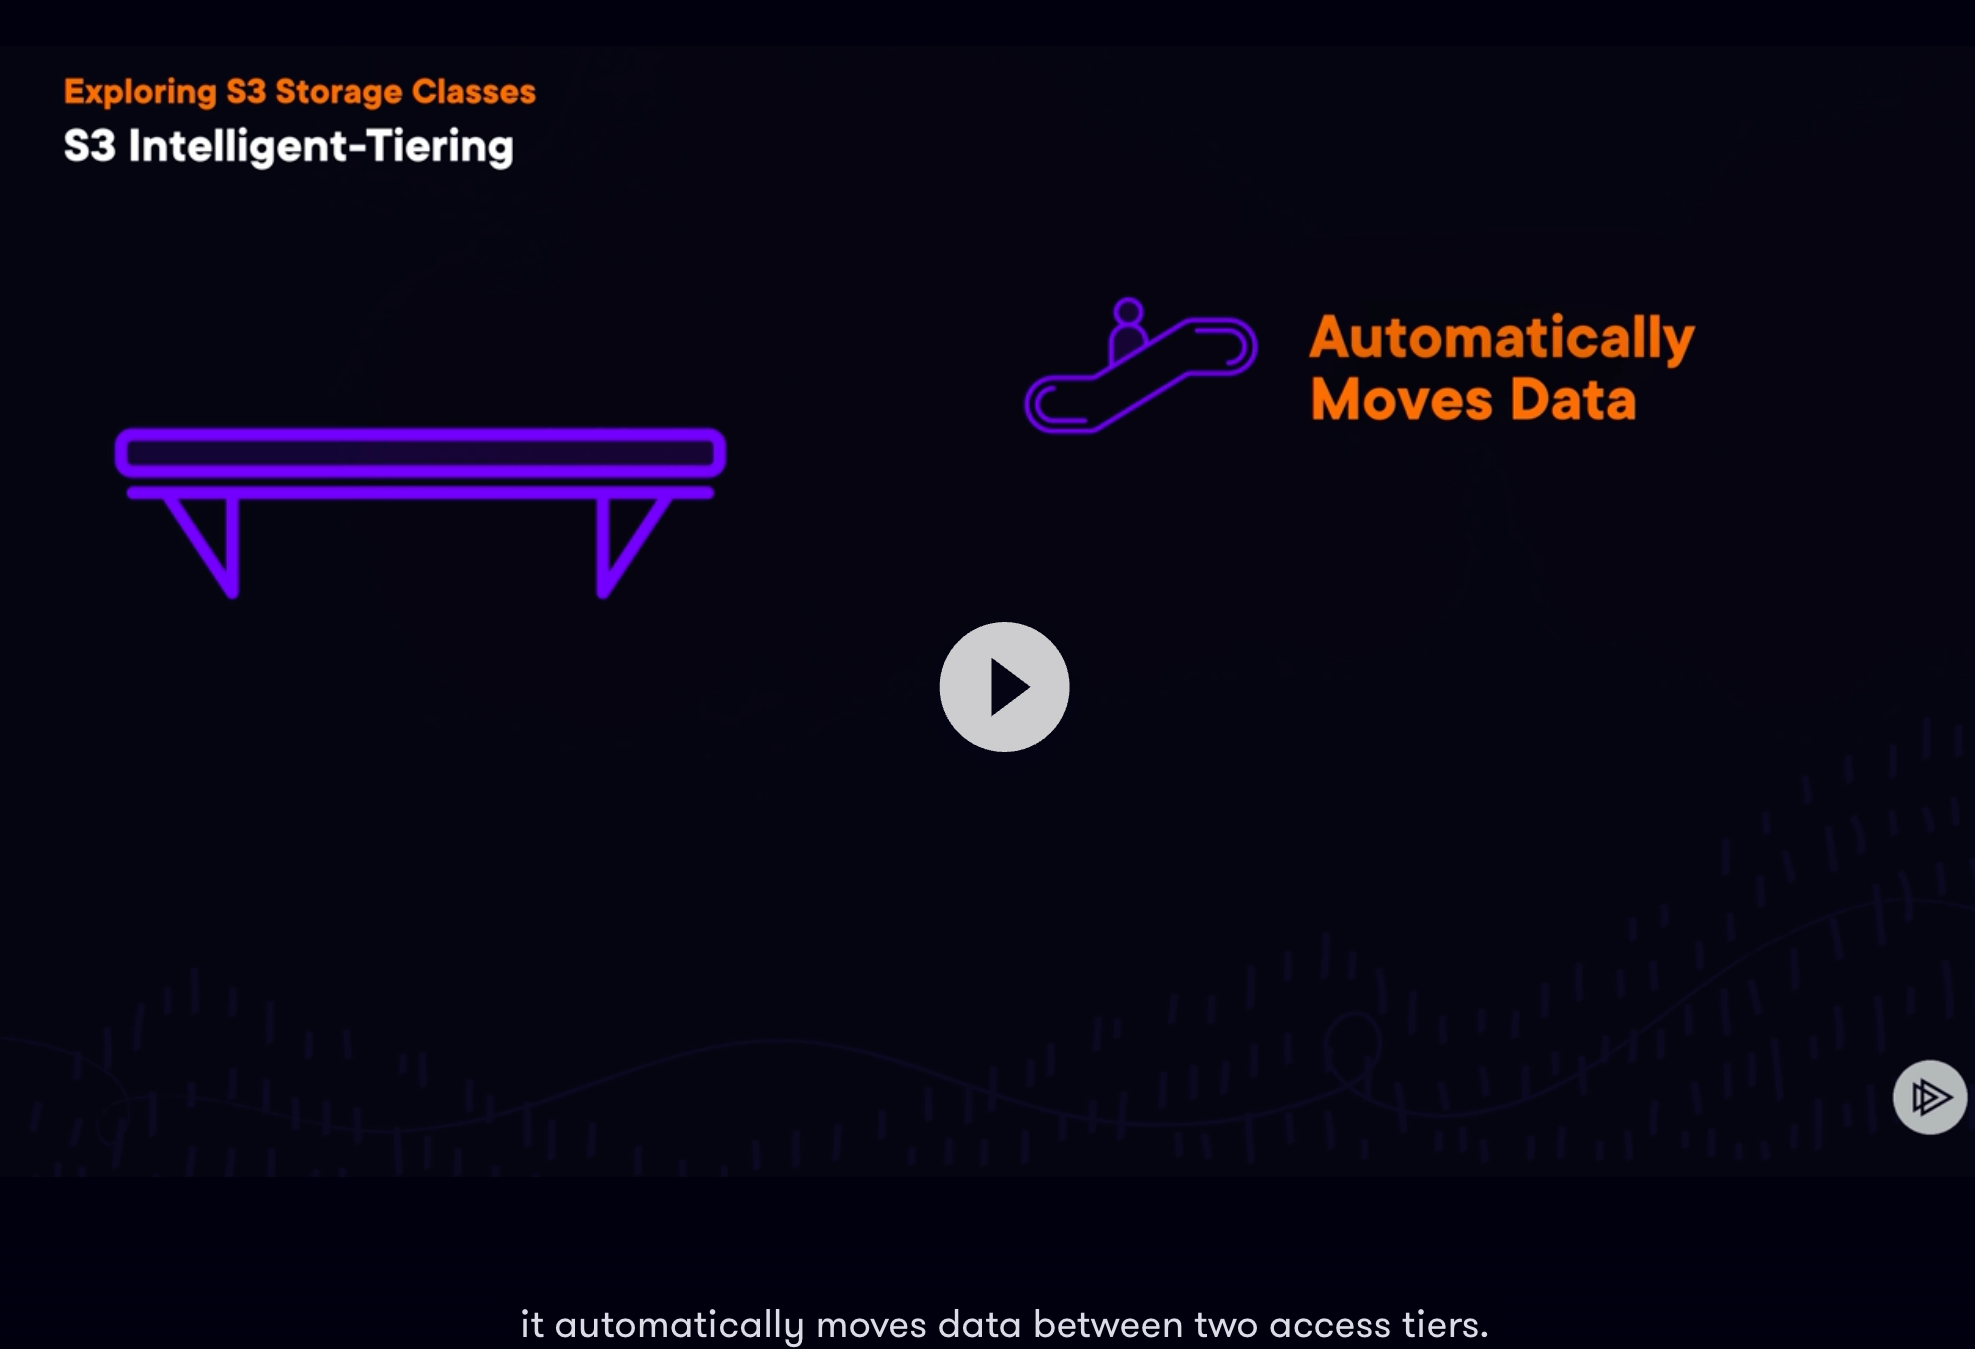 Exploring S3 Storage Classes
S3 Intelligent-Tiering
Automatically
Moves Data
it automatically moves data between two access tiers.